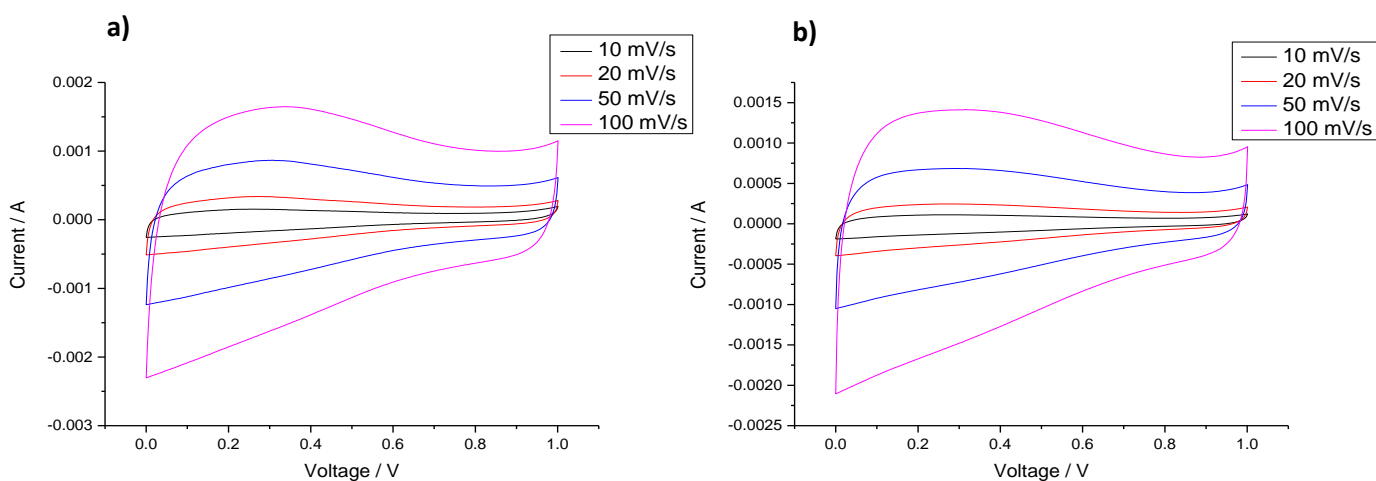 a)
10 mV/s
20 mV/s
50 mV/s
100 mV/s
0.002
0.001
0.000
-0.001
-0.002
-0.003
Current / A
0.0 0.2 0.4 0.6 0.8 1.0
Voltage / V
b)
10 mV/s
20 mV/s
50 mV/s
100 mV/s
0.0015
0.0010
0.0005
0.0000
-0.0005
-0.0010
-0.0015
-0.0020
-0.0025
Current / A
0.0 0.2 0.4 0.6 0.8 1.0
Voltage / V